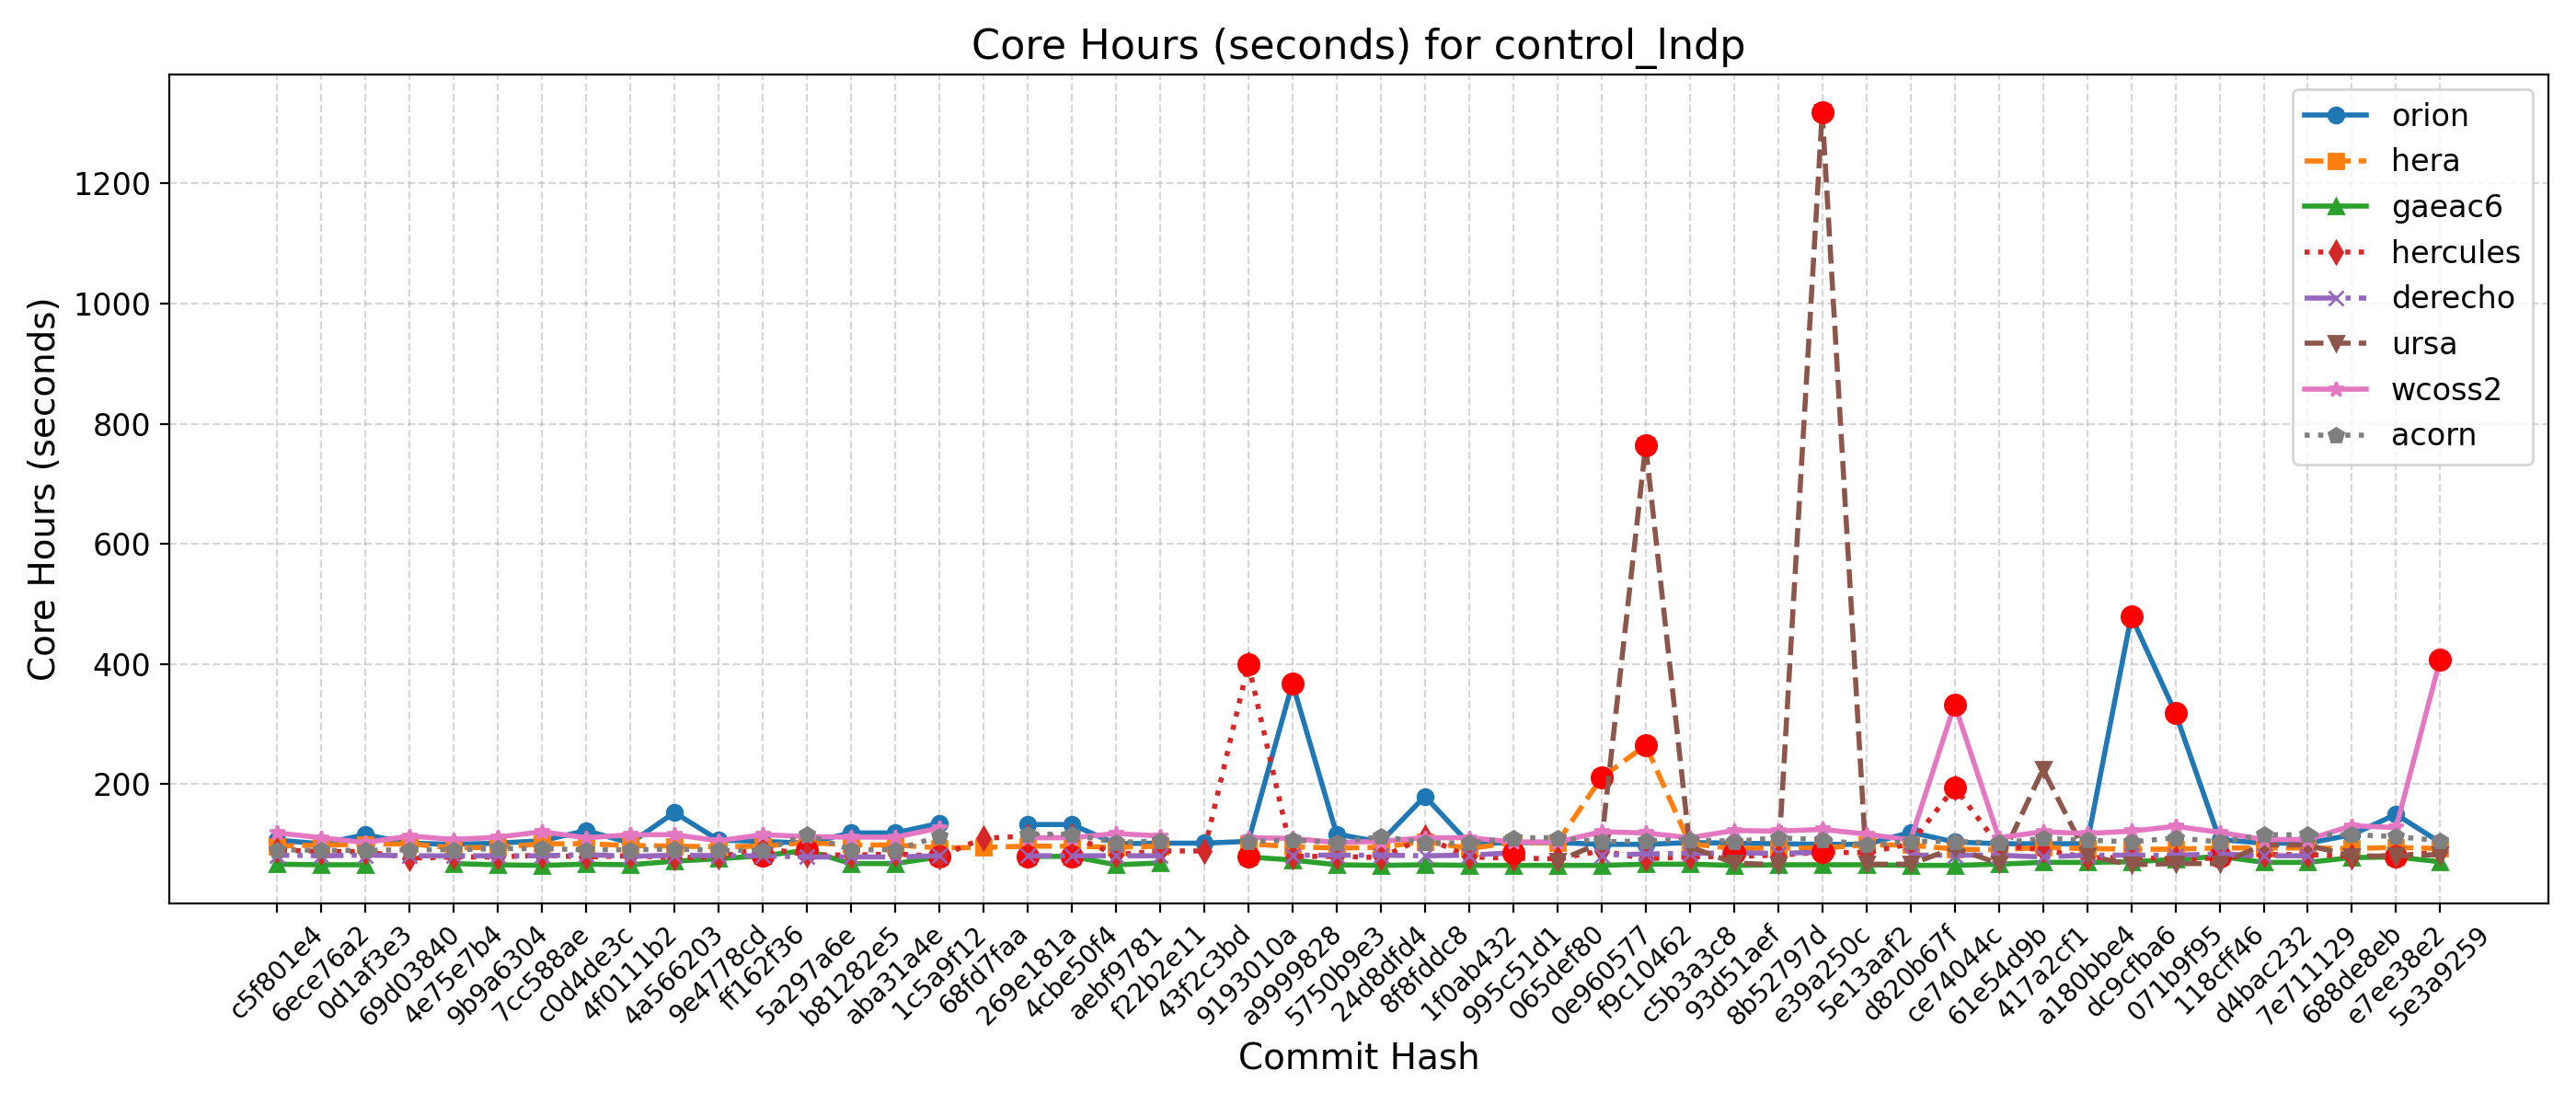 Core Hours (seconds) for control_lndp
Core Hours (seconds)
1200
1000
800
600
400
200
orion
hera
gaeac6
hercules
derecho
ursa
wcoss2
acorn
c5f801e4
6ece76a2
0d1af3e3
69d03840
4e75e7b4
9b9a6304
7cc588ae
c0d4de3c
4f0111b2
4a566203
9e4778cd
ff162f36
5a297a6e
b81282e5
aba31a4e
1c5a9f12
68fd7faa
269e181a
4cbe50f4
aebf9781
f22b2e11
43f2c3bd
9193010a
a9999828
5750b9e3
24d8dfd4
8f8fddc8
1f0ab432
995c51d1
065def80
0e960577
f9c10462
c5b3a3c8
93d51aef
8b52797d
e39a250c
5e13aaf2
d820b67f
ce74044c
61e54d9b
417a2cf1
a180bbe4
dc9cfba6
071b9f95
118cff46
d4bac232
7e711129
688de8eb
e7ee38e2
5e3a9259
Commit Hash